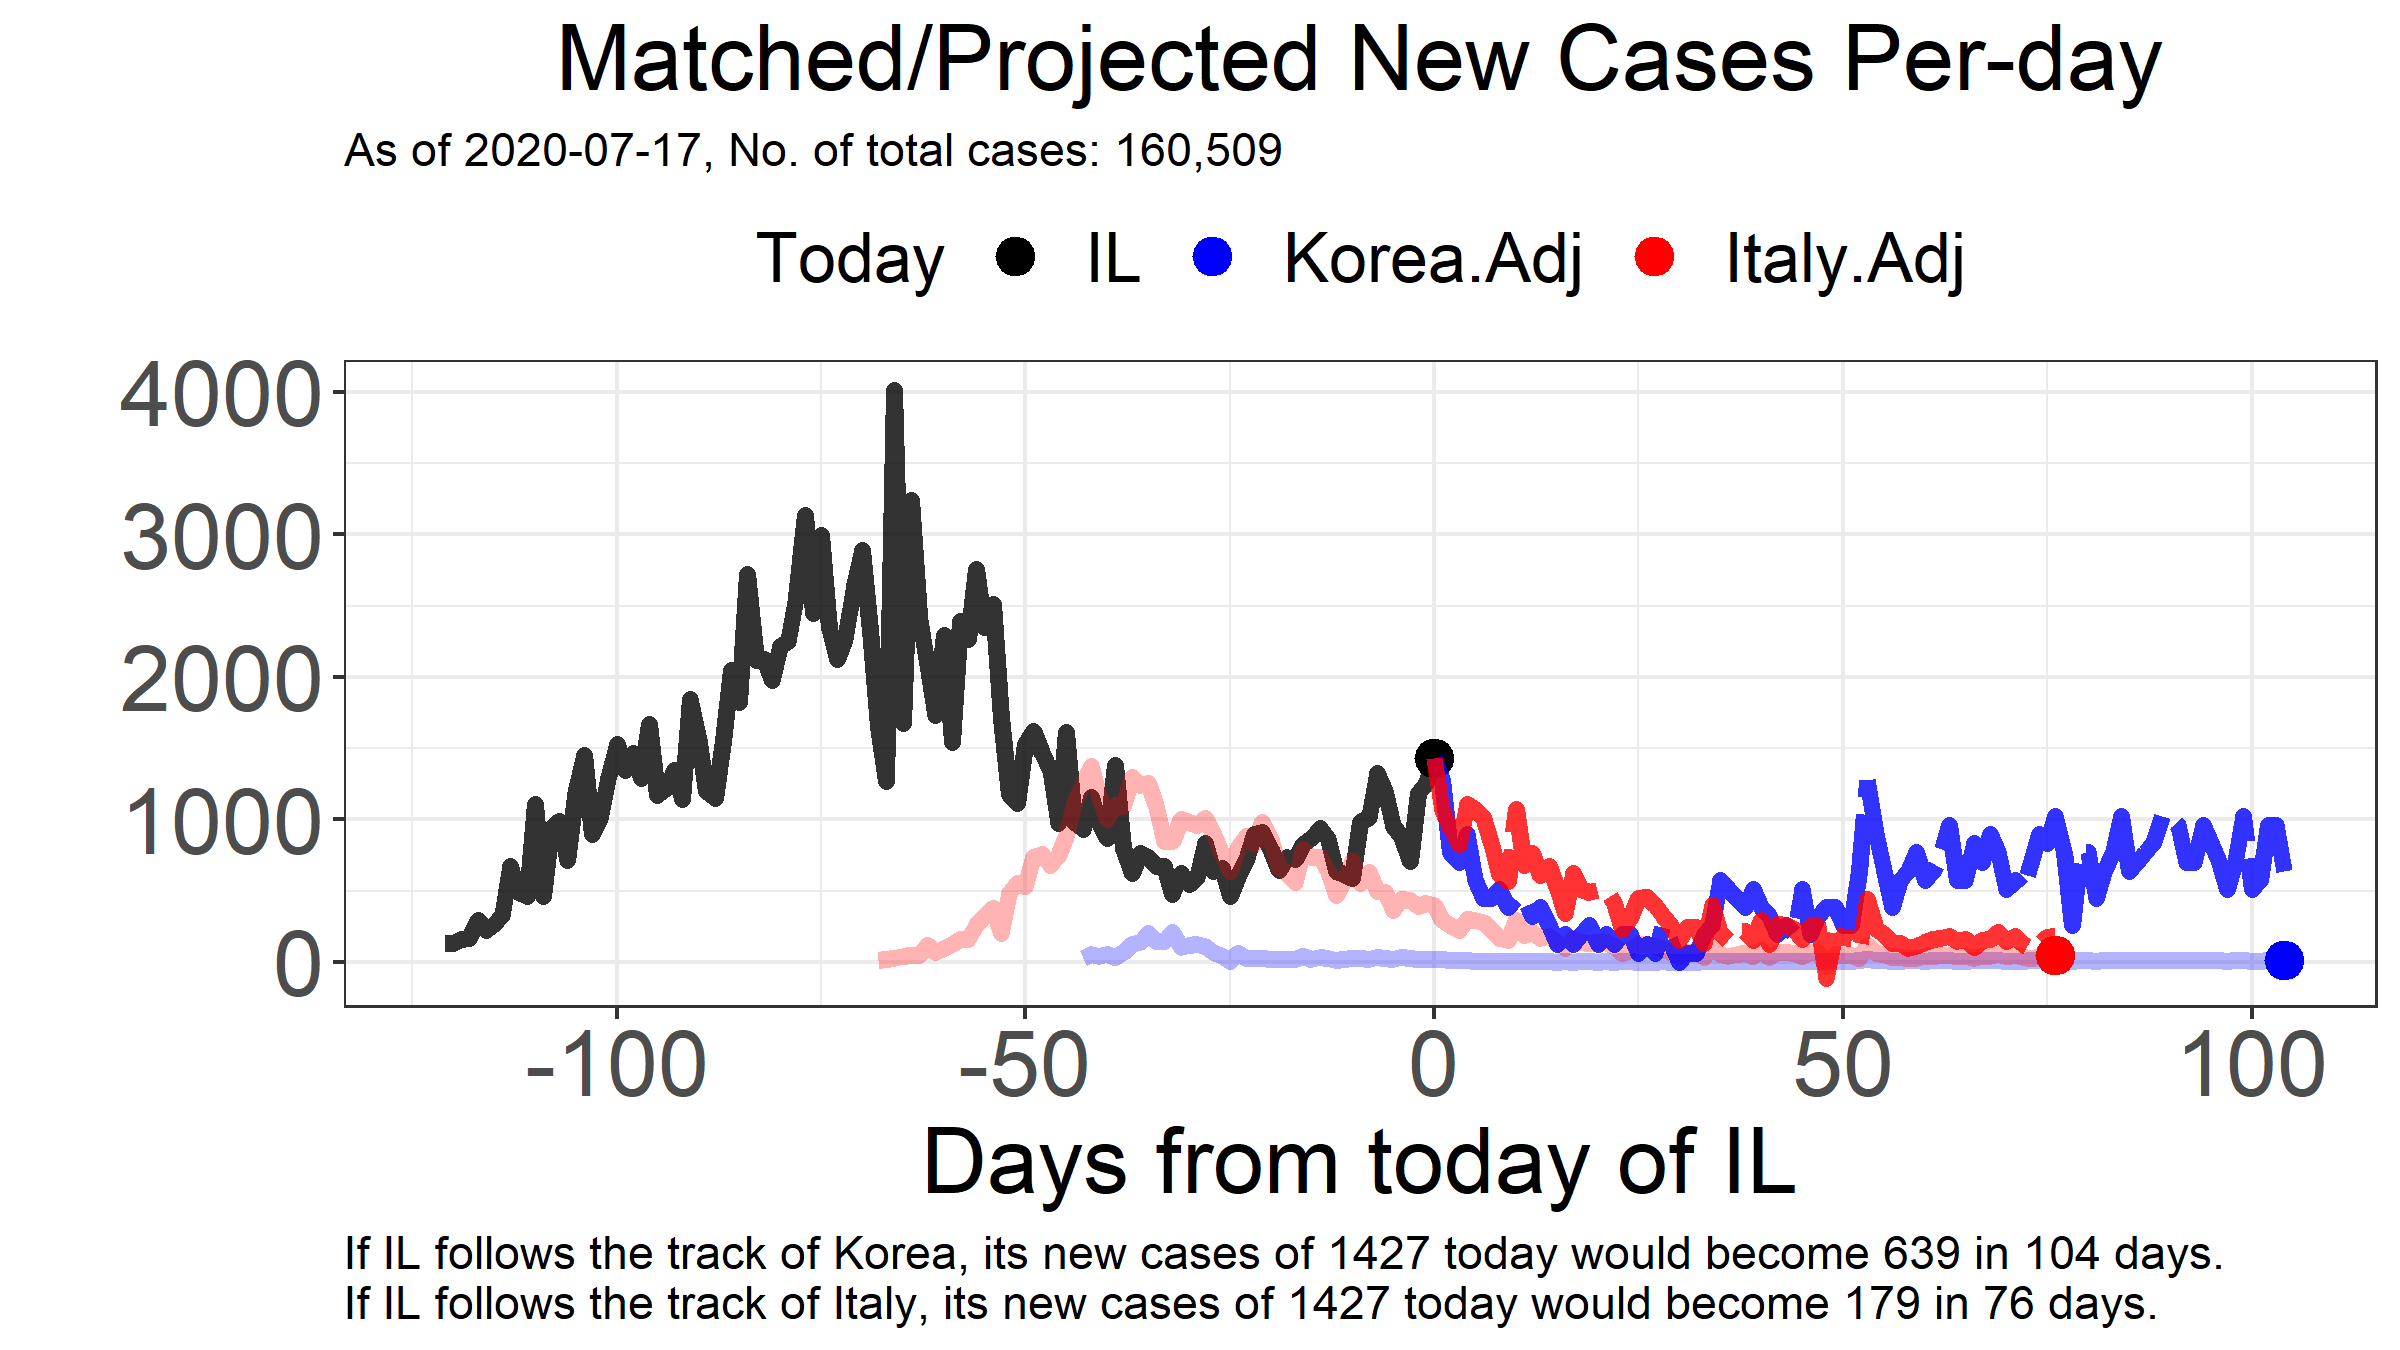 Matched/Projected New Cases Per-day
As of 2020-07-17, No. of total cases: 160,509
Today IL Korea.Adj Italy.Adj
4000
3000
2000
1000
0
-100 -50 0 50 100
Days from today of IL
If IL follows the track of Korea, its new cases of 1427 today would become 639 in 104 days.
If IL follows the track of Italy, its new cases of 1427 today would become 179 in 76 days.